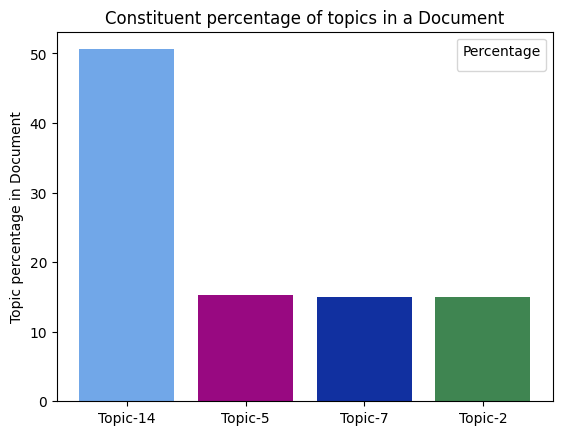 Constituent percentage of topics in a Document
Percentage
Topic percentage in Document
50
40
30
20
10
0
Topic-14 Topic-5 Topic-7 Topic-2